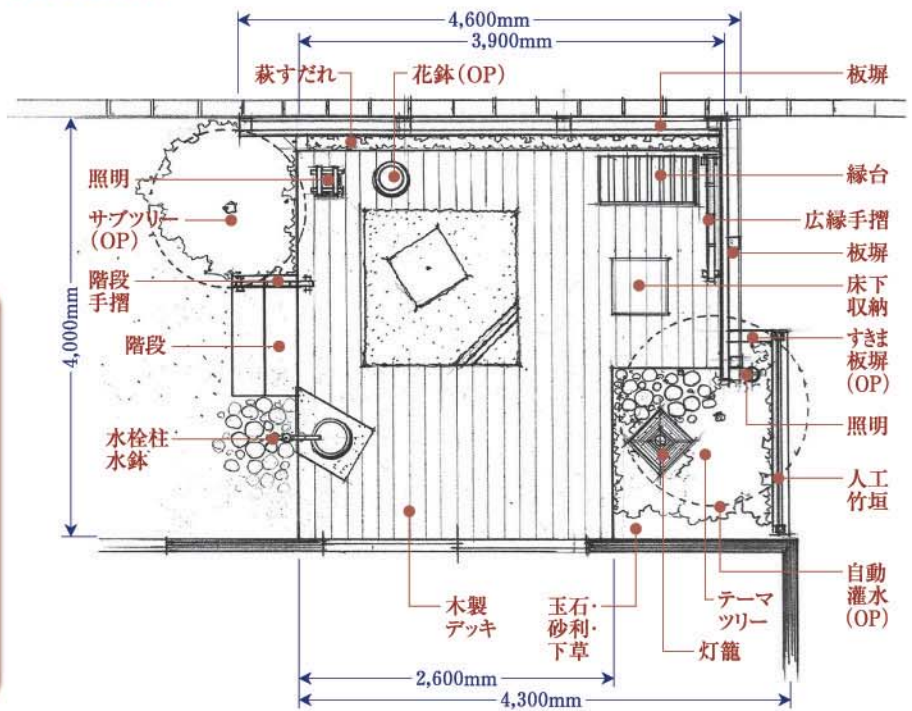 4,600mm
3,900mm
萩すだれ
花鉢(OP)
板塀
照明
サブツリー
(OP)
階段
手摺
4,000mm
階段
水栓柱
水鉢
縁台
広縁手摺
板塀
床下
収納
すきま
板塀
(OP)
照明
人工
竹垣
自動
灌水
(OP)
木製
デッキ
玉石・
砂利・
下草
テーマ
ツリー
灯籠
2,600mm
4,300mm